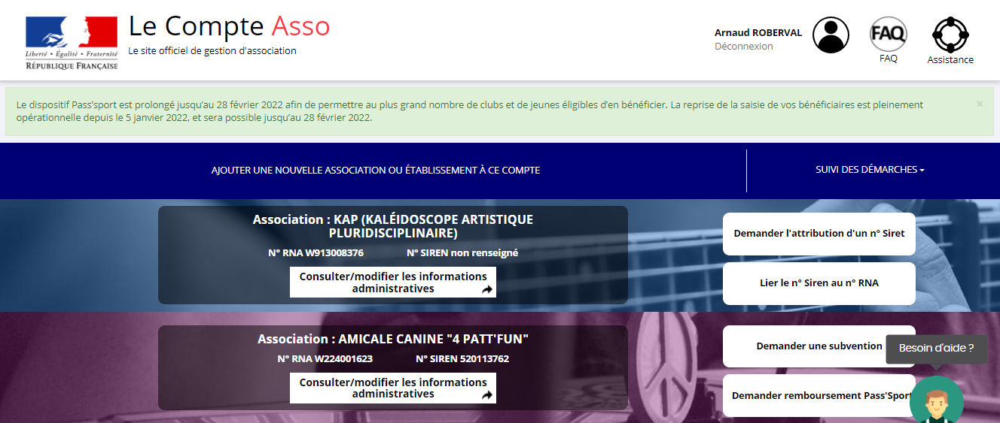 Liberté • Égalité • Fraternité
RÉPUBLIQUE FRANÇAISE
Le Compte Asso
Le site officiel de gestion d'association
Arnaud ROBERVAL
Déconnexion
FAQ
FAQ
Assistance
Le dispositif Pass'sport est prolongé jusqu'au 28 février 2022 afin de permettre au plus grand nombre de clubs et de jeunes éligibles d'en bénéficier. La reprise de la saisie de vos bénéficiaires est pleinement
opérationnelle depuis le 5 janvier 2022, et sera possible jusqu'au 28 février 2022.
×
AJOUTER UNE NOUVELLE ASSOCIATION OU ÉTABLISSEMENT À CE COMPTE
SUIVI DES DÉMARCHES
Association : KAP (KALÉIDOSCOPE ARTISTIQUE
PLURIDISCIPLINAIRE)
N° RNA W913008376 N° SIREN non renseigné
Consulter/modifier les informations
administratives
Demander l'attribution d'un n° Siret
Lier le n° Siren au n° RNA
Association : AMICALE CANINE "4 PATT'FUN"
N° RNA W224001623 N° SIREN 520113762
Consulter/modifier les informations
administratives
Demander une subvention
Besoin d'aide ?
Demander remboursement Pass'Sport